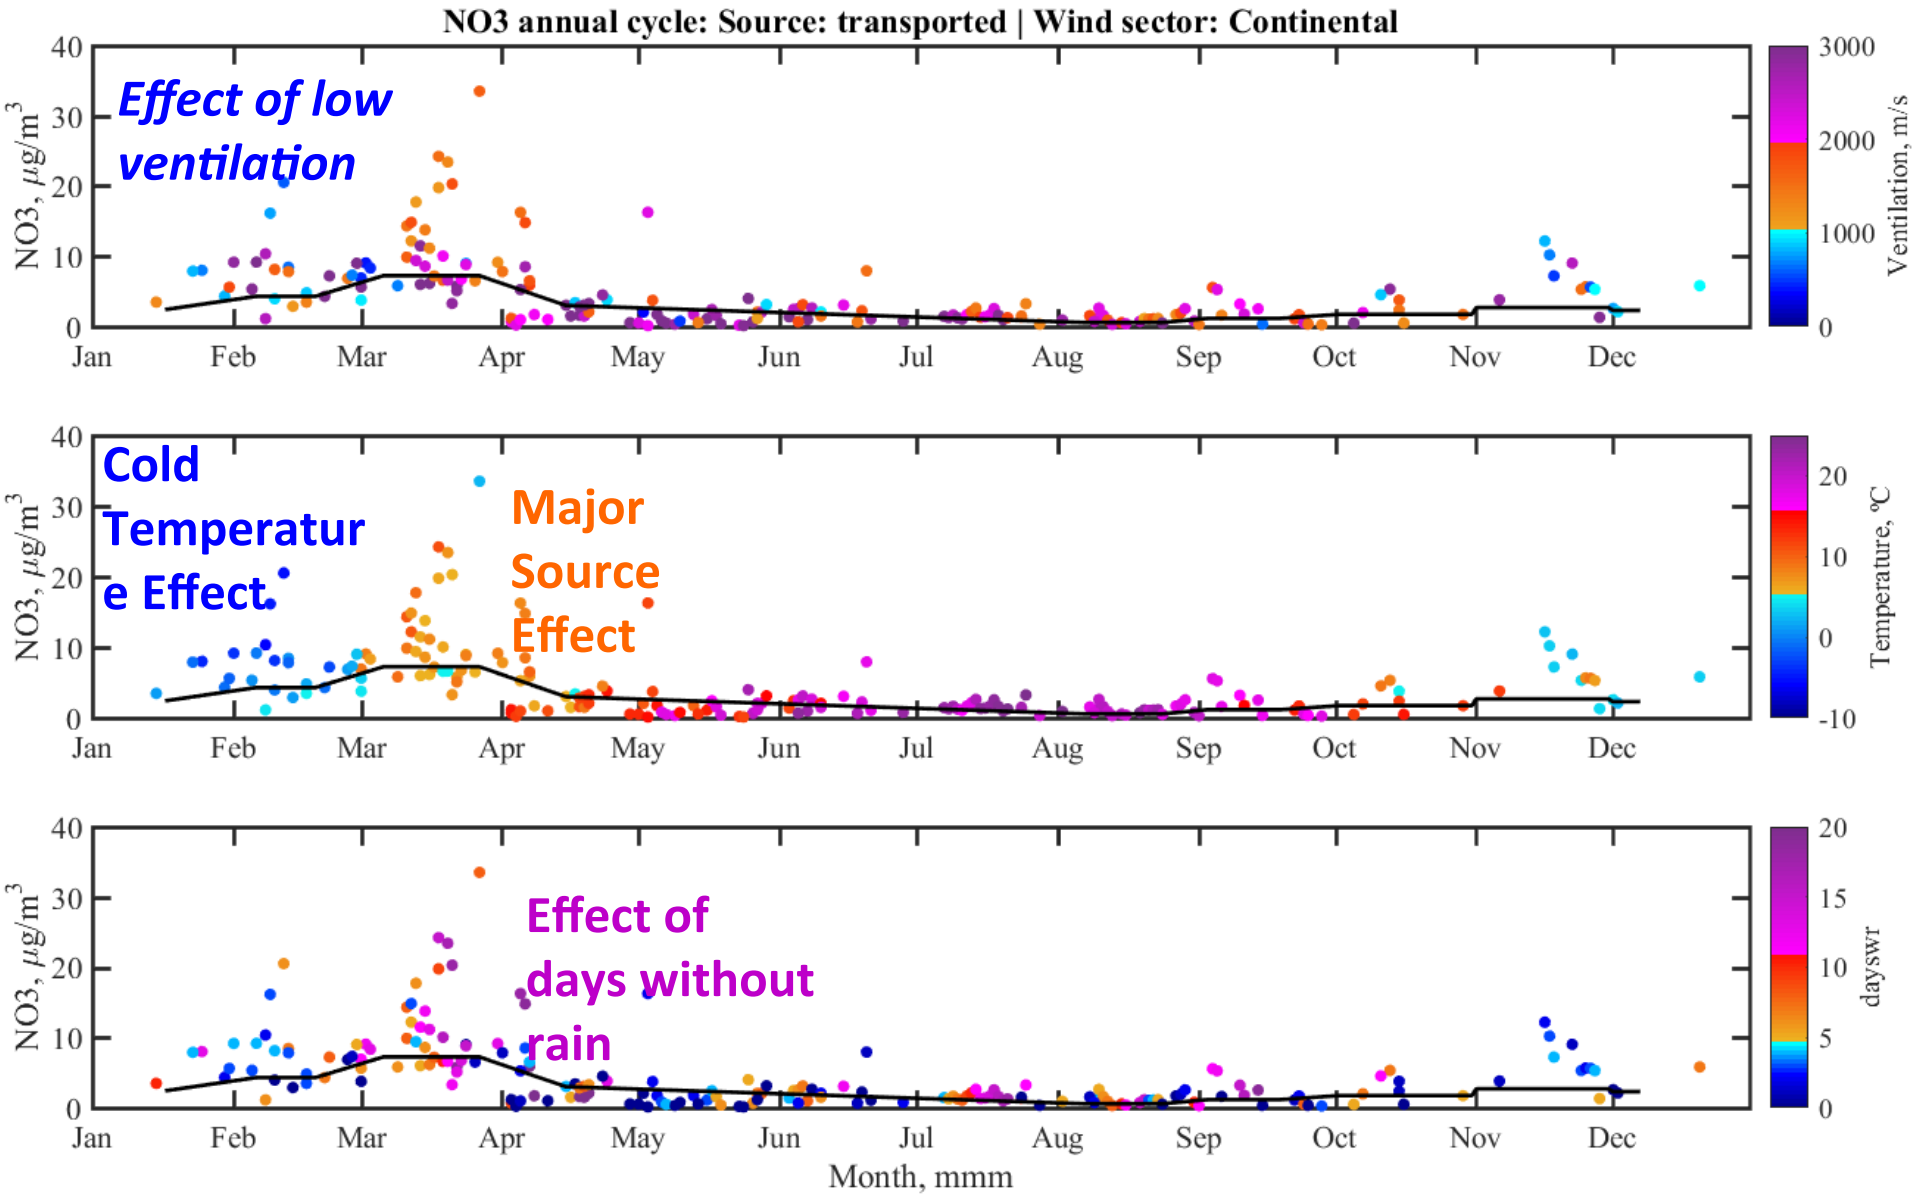 NO3 annual cycle: Source: transported | Wind sector: Continental
40
30
20
10
0
NO3, μg/m³
Effect of low
ventilation
Jan Feb Mar Apr May Jun Jul Aug Sep Oct Nov Dec
3000
2000
1000
0
Ventilation, m/s
40
30
20
10
0
NO3, μg/m³
Cold
Temperatur
e Effect
Major
Source
Effect
Jan Feb Mar Apr May Jun Jul Aug Sep Oct Nov Dec
20
10
0
-10
Temperature, ºC
40
30
20
10
0
NO3, μg/m³
Effect of
days without
rain
Jan Feb Mar Apr May Jun Jul Aug Sep Oct Nov Dec
Month, mmm
20
15
10
5
0
dayswr